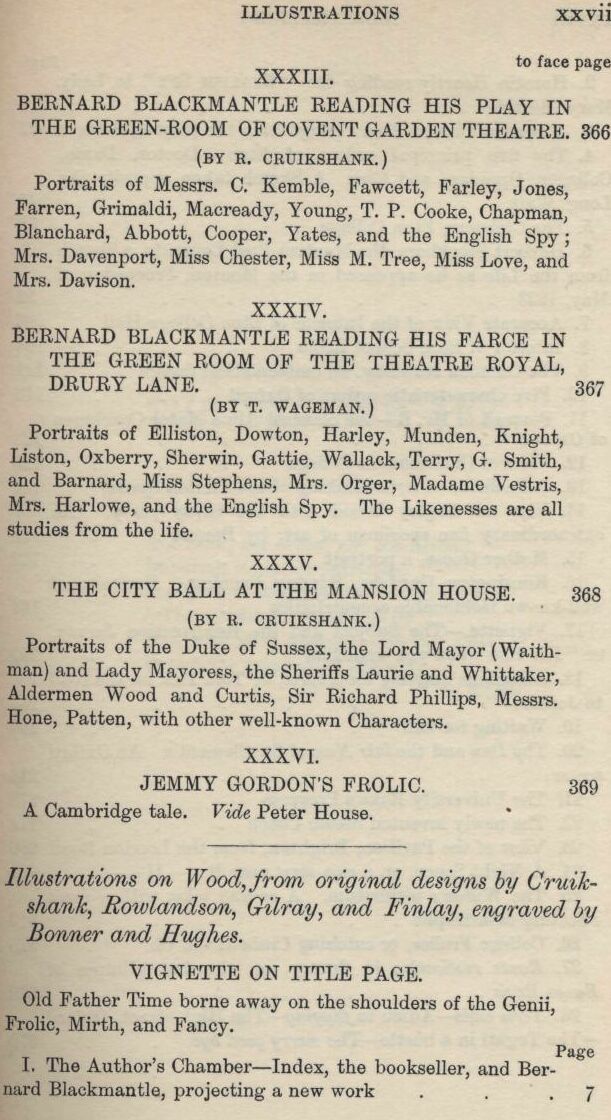 ILLUSTRATIONS xxvii
to face page
XXXIII.
BERNARD BLACKMANTLE READING HIS PLAY IN
THE GREEN-ROOM OF COVENT GARDEN THEATRE. 366
(BY R. CRUIKSHANK.)
Portraits of Messrs. C. Kemble, Fawcett, Farley, Jones,
Farren, Grimaldi, Macready, Young, T. P. Cooke, Chapman,
Blanchard, Abbott, Cooper, Yates, and the English Spy;
Mrs. Davenport, Miss Chester, Miss M. Tree, Miss Love, and
Mrs. Davison.
XXXIV.
BERNARD BLACKMANTLE READING HIS FARCE IN
THE GREEN ROOM OF THE THEATRE ROYAL,
DRURY LANE. 367
(BY T. WAGEMAN.)
Portraits of Elliston, Dowton, Harley, Munden, Knight,
Liston, Oxberry, Sherwin, Gattie, Wallack, Terry, G. Smith,
and Barnard, Miss Stephens, Mrs. Orger, Madame Vestris,
Mrs. Harlowe, and the English Spy. The Likenesses are all
studies from the life.
XXXV.
THE CITY BALL AT THE MANSION HOUSE. 368
(BY R. CRUIKSHANK.)
Portraits of the Duke of Sussex, the Lord Mayor (Waith-
man) and Lady Mayoress, the Sheriffs Laurie and Whittaker,
Aldermen Wood and Curtis, Sir Richard Phillips, Messrs.
Hone, Patten, with other well-known Characters.
XXXVI.
JEMMY GORDON'S FROLIC. 369
A Cambridge tale. Vide Peter House.
Illustrations on Wood, from original designs by Cruik-
shank, Rowlandson, Gilray, and Finlay, engraved by
Bonner and Hughes.
VIGNETTE ON TITLE PAGE.
Old Father Time borne away on the shoulders of the Genii,
Frolic, Mirth, and Fancy.
Page
I. The Author's Chamber—Index, the bookseller, and Ber-
nard Blackmantle, projecting a new work . . . 7